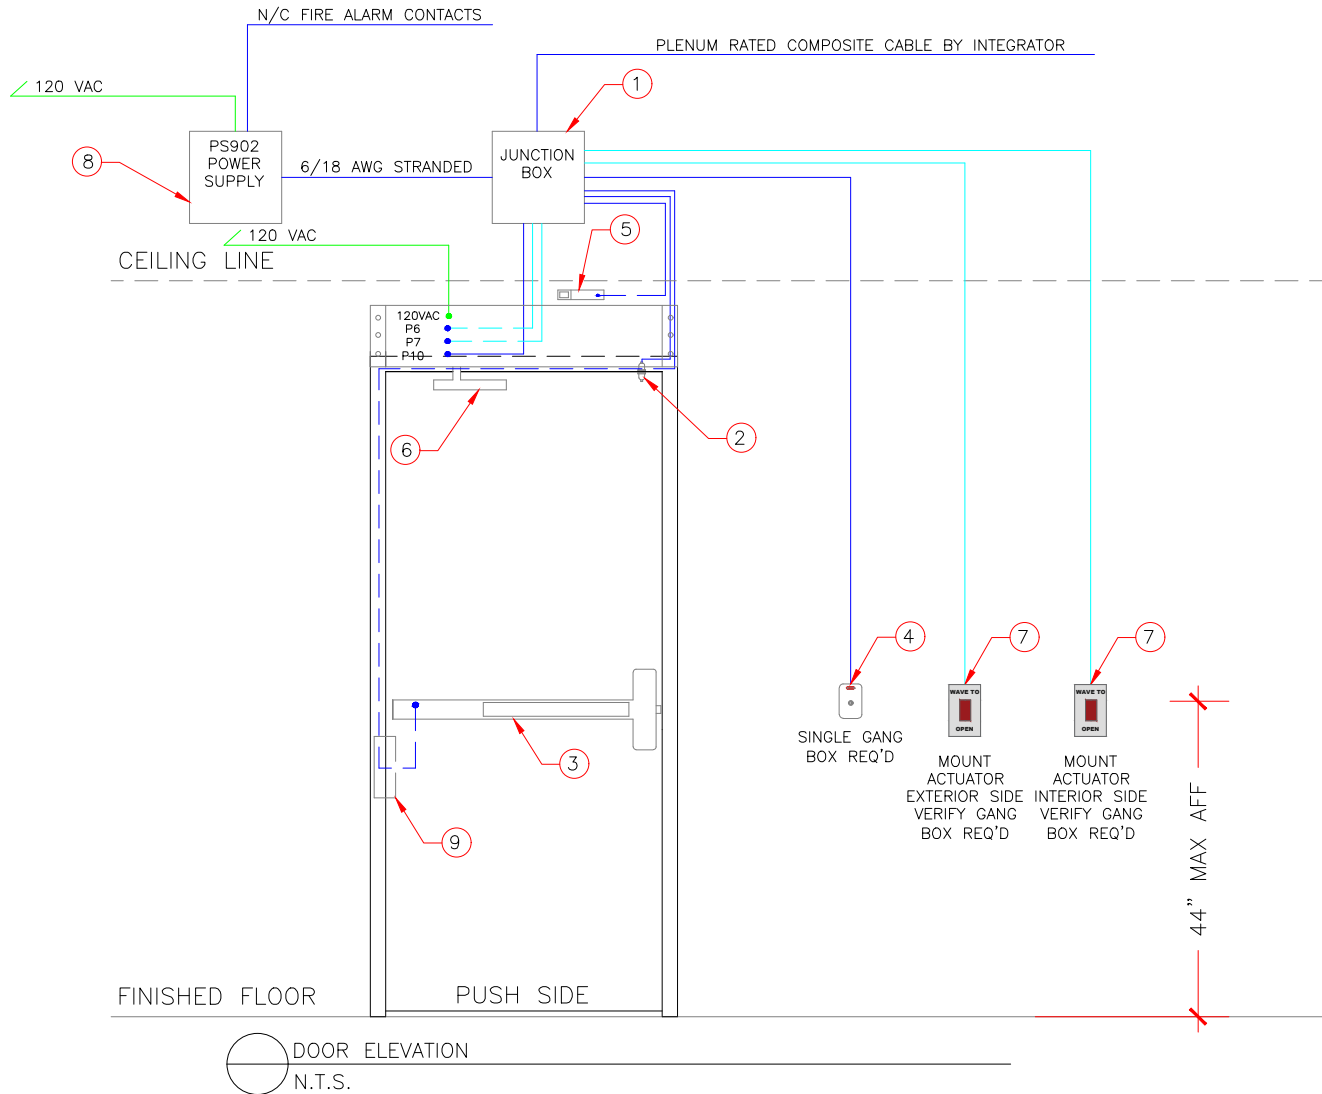 N/C FIRE ALARM CONTACTS
PLENUM RATED COMPOSITE CABLE BY INTEGRATOR
120 VAC
1
PS902
POWER
SUPPLY
8
6/18 AWG STRANDED
JUNCTION
BOX
5
120 VAC
CEILING LINE
120VAC
P6
P7
P10
6
2
4
7
7
WAVE TO
OPEN
WAVE TO
OPEN
SINGLE GANG
BOX REQ'D
3
MOUNT
ACTUATOR
EXTERIOR SIDE
VERIFY GANG
BOX REQ'D
MOUNT
ACTUATOR
INTERIOR SIDE
VERIFY GANG
BOX REQ'D
44" MAX AFF
9
FINISHED FLOOR
PUSH SIDE
DOOR ELEVATION
N.T.S.